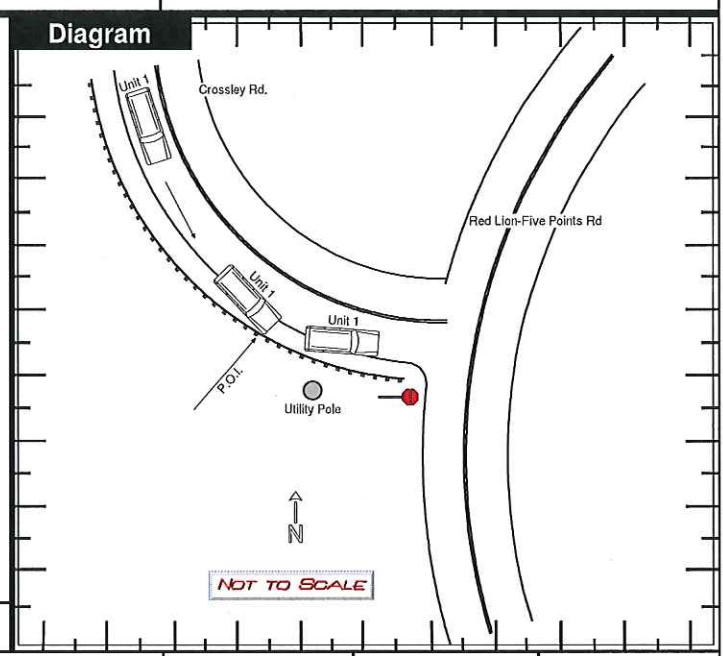 Diagram
Unit 1
Crossley Rd.
Red Lion-Five Points Rd
Unit 1
Unit 1
P.O.I.
Utility Pole
N
NOT TO SCALE